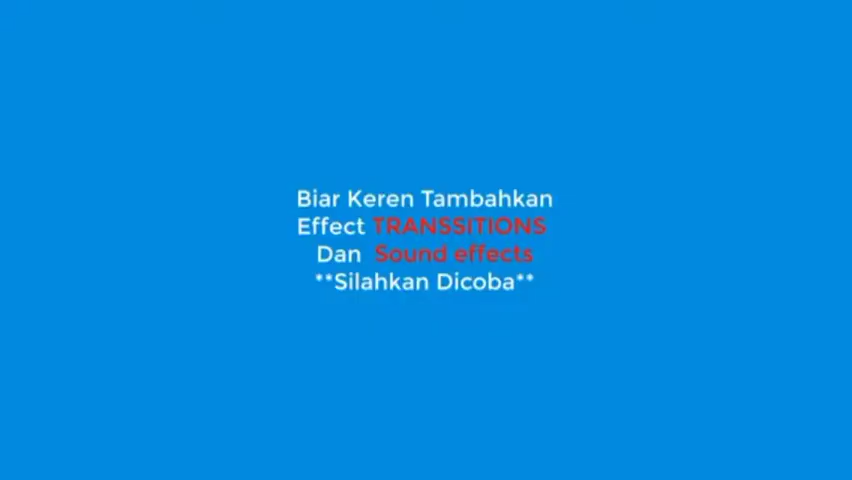 Biar Keren Tambahkan
Effect TRANSSITIONS
Dan Sound effects
**Silahkan Dicoba**